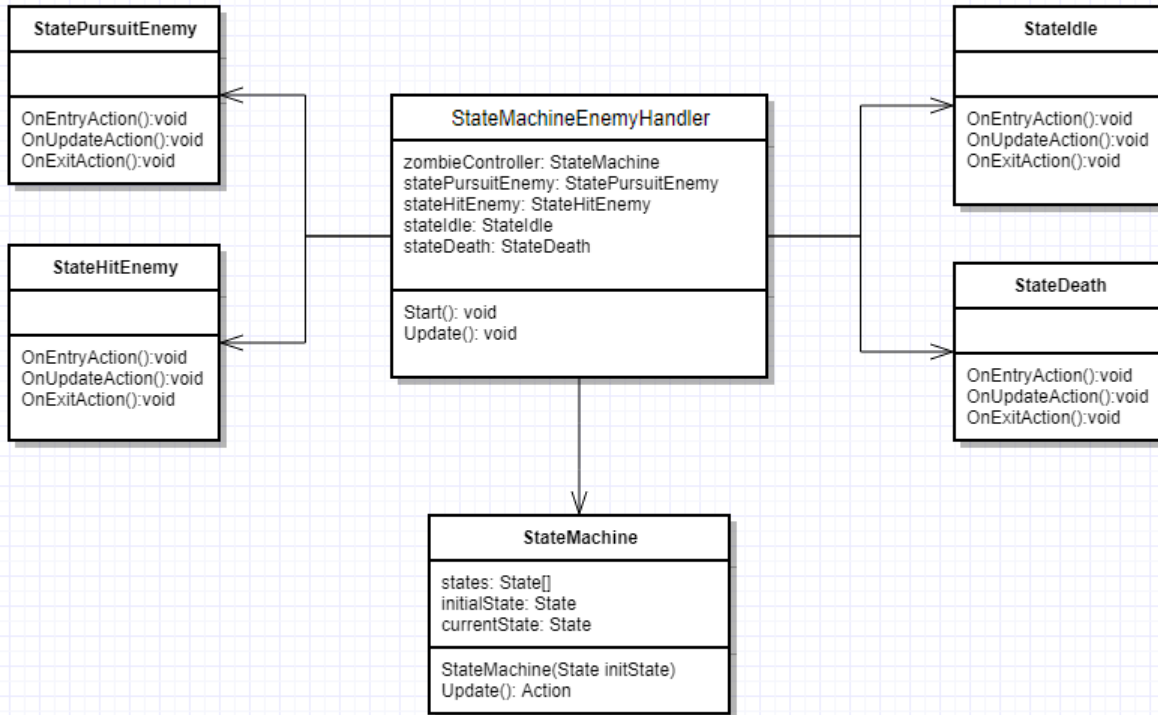 StatePursuitEnemy
OnEntryAction():void
OnUpdateAction():void
OnExitAction():void
StateHitEnemy
OnEntryAction():void
OnUpdateAction():void
OnExitAction():void
StateMachineEnemyHandler
zombieController: StateMachine
statePursuitEnemy: StatePursuitEnemy
stateHitEnemy: StateHitEnemy
stateIdle: StateIdle
stateDeath: StateDeath
Start(): void
Update(): void
StateIdle
OnEntryAction():void
OnUpdateAction():void
OnExitAction():void
StateDeath
OnEntryAction():void
OnUpdateAction():void
OnExitAction():void
StateMachine
states: State[]
initialState: State
currentState: State
StateMachine(State initState)
Update(): Action